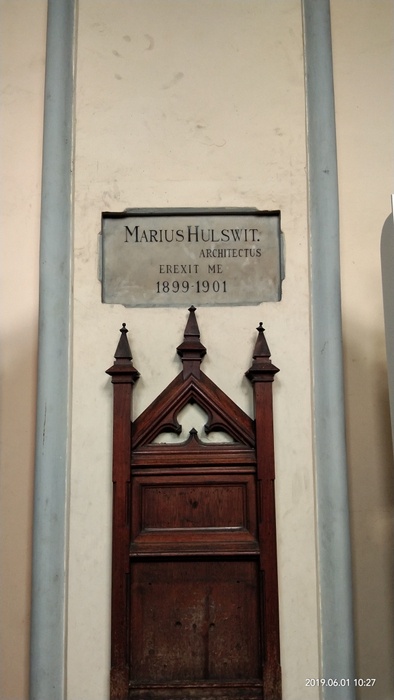 MARIUS HULSWIT.
ARCHITECTUS
EREXIT ME
1899-1901
2019.06.01 10:27